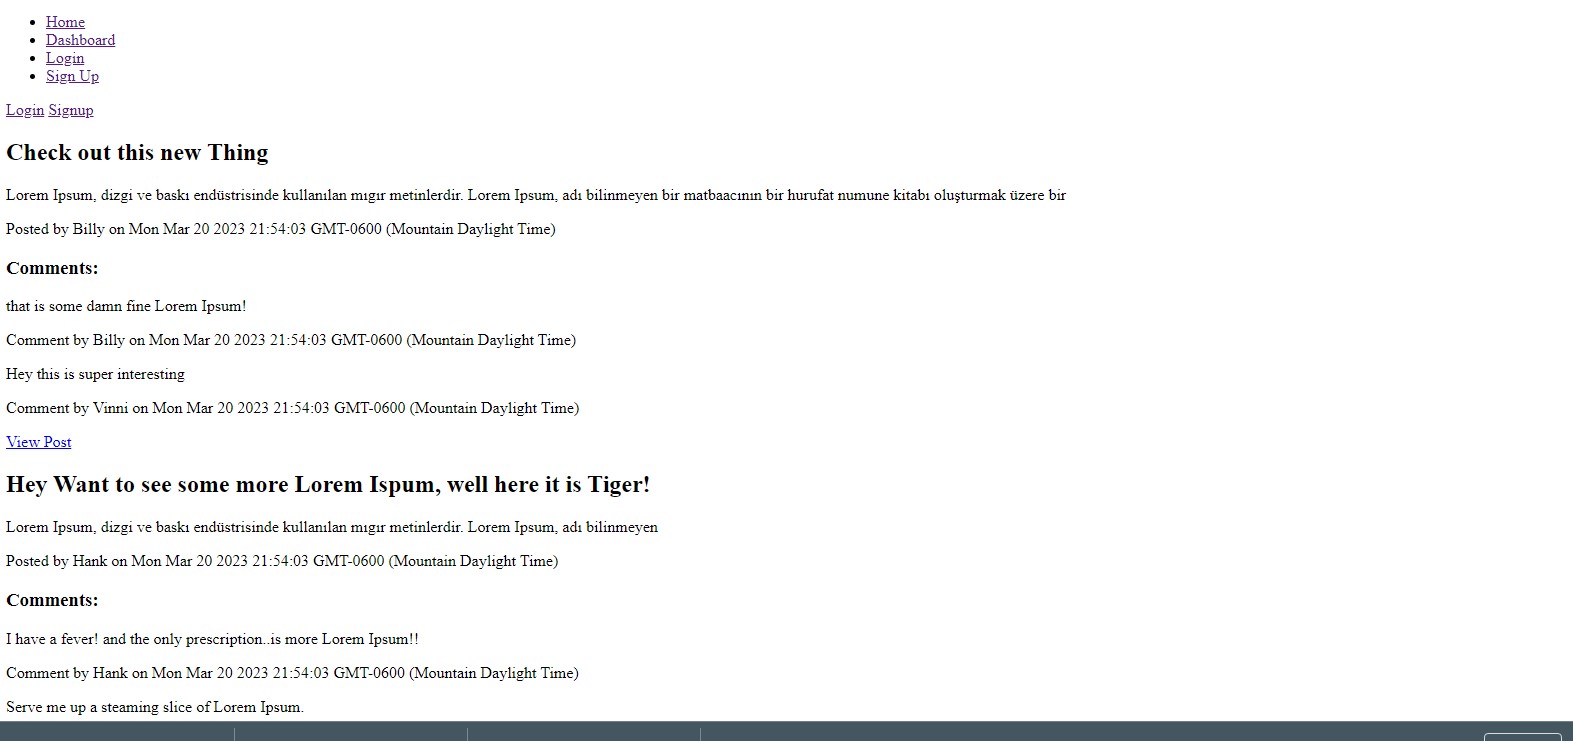 Home
Dashboard
Login
Sign Up
Login Signup
Check out this new Thing
Lorem Ipsum, dizgi ve baskı endüstrisinde kullanılan mıgır metinlerdir. Lorem Ipsum, adı bilinmeyen bir matbaacının bir hurufat numune kitabı oluşturmak üzere bir
Posted by Billy on Mon Mar 20 2023 21:54:03 GMT-0600 (Mountain Daylight Time)
Comments:
that is some damn fine Lorem Ipsum!
Comment by Billy on Mon Mar 20 2023 21:54:03 GMT-0600 (Mountain Daylight Time)
Hey this is super interesting
Comment by Vinni on Mon Mar 20 2023 21:54:03 GMT-0600 (Mountain Daylight Time)
View Post
Hey Want to see some more Lorem Ispum, well here it is Tiger!
Lorem Ipsum, dizgi ve baskı endüstrisinde kullanılan mıgır metinlerdir. Lorem Ipsum, adı bilinmeyen
Posted by Hank on Mon Mar 20 2023 21:54:03 GMT-0600 (Mountain Daylight Time)
Comments:
I have a fever! and the only prescription..is more Lorem Ipsum!!
Comment by Hank on Mon Mar 20 2023 21:54:03 GMT-0600 (Mountain Daylight Time)
Serve me up a steaming slice of Lorem Ipsum.